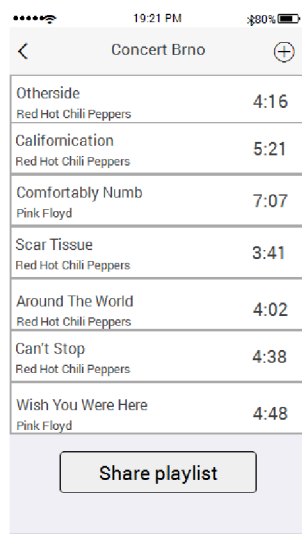 19:21 PM
80%
Concert Brno
Otherside
4:16
Red Hot Chili Peppers
Californication
5:21
Red Hot Chili Peppers
Comfortably Numb
7:07
Pink Floyd
Scar Tissue
3:41
Red Hot Chili Peppers
Around The World
4:02
Red Hot Chili Peppers
Can't Stop
4:38
Red Hot Chili Peppers
Wish You Were Here
4:48
Pink Floyd
Share playlist